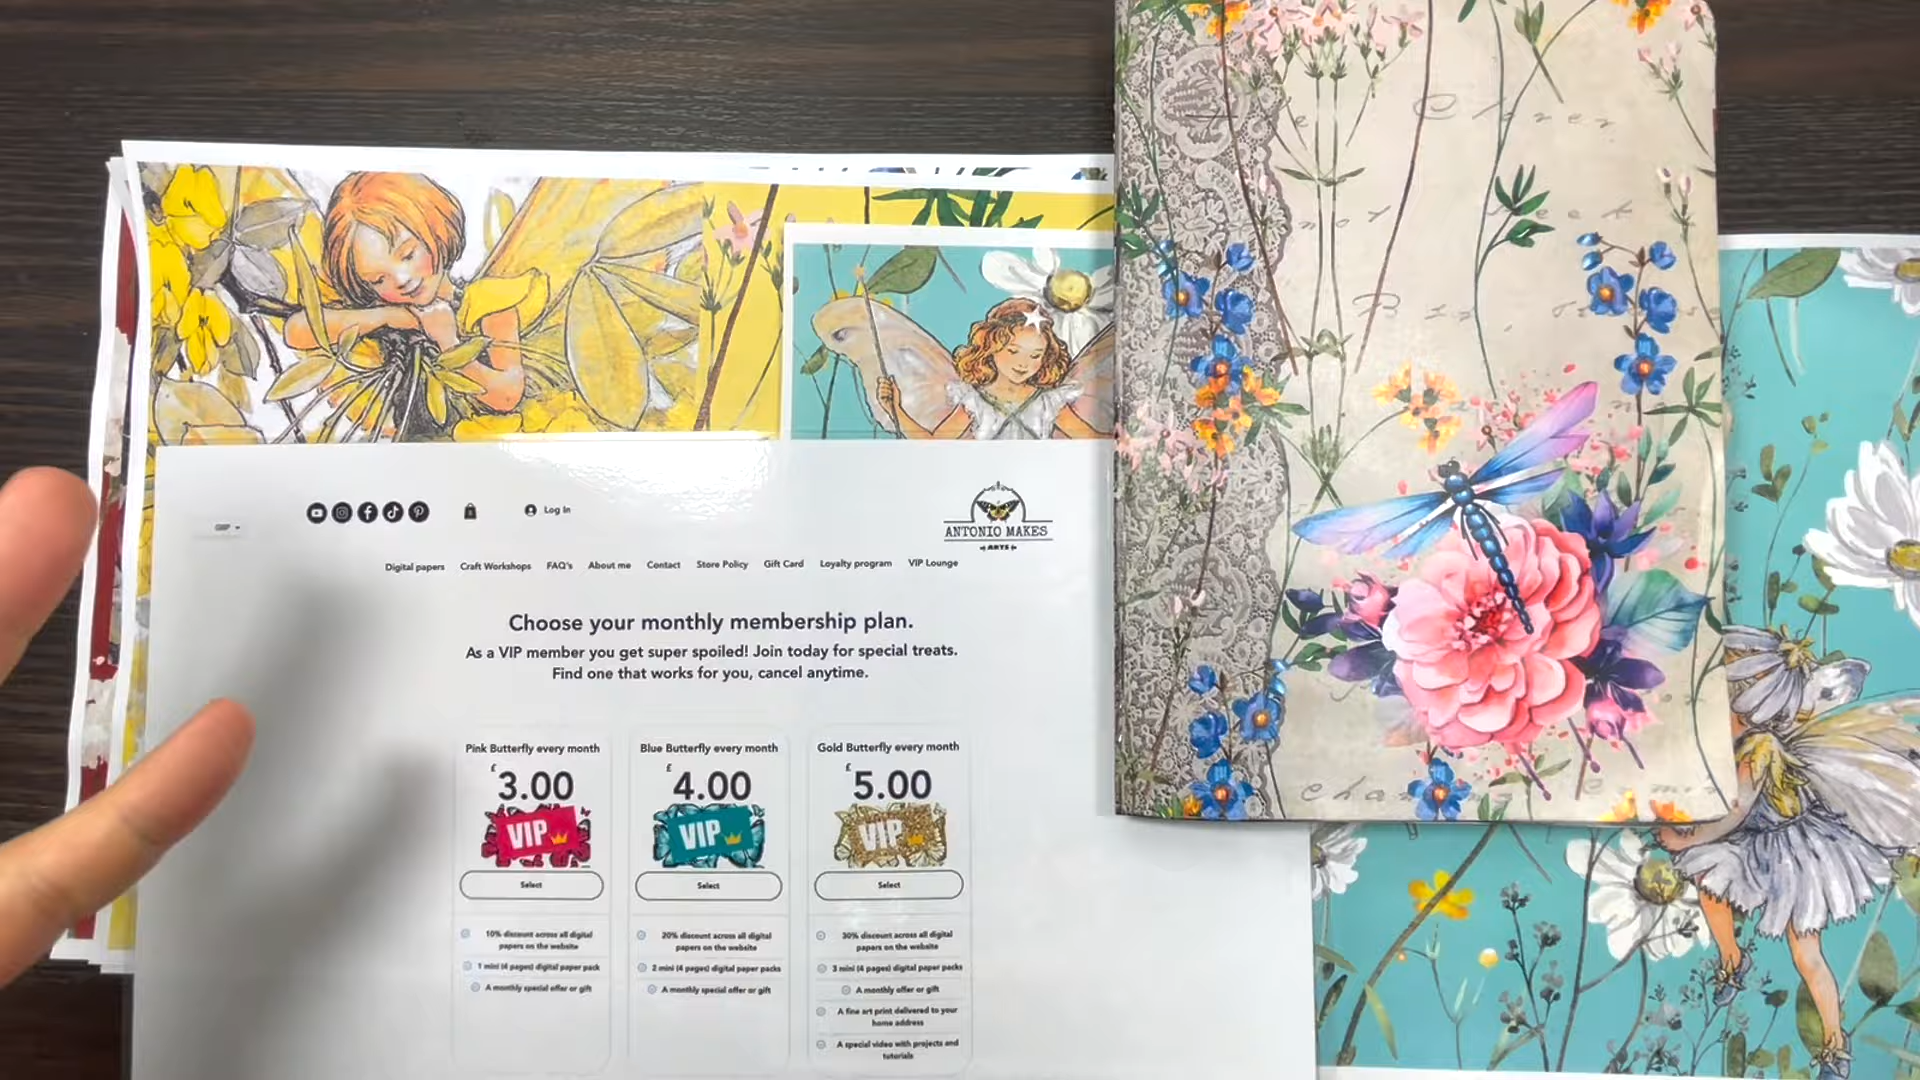 GBP
Log In
ANTONIO MAKES
ARTS
Digital papers Craft Workshops FAQ's About me Contact Store Policy Gift Card Loyalty program VIP Lounge
Choose your monthly membership plan.
As a VIP member you get super spoiled! Join today for special treats.
Find one that works for you, cancel anytime.
Pink Butterfly every month
£
3.00
VIP
Select
10% discount across all digital
papers on the website
1 mini (4 pages) digital paper pack
A monthly special offer or gift
Blue Butterfly every month
£
4.00
VIP
Select
20% discount across all digital
papers on the website
2 mini (4 pages) digital paper packs
A monthly special offer or gift
Gold Butterfly every month
£
5.00
VIP
Select
30% discount across all digital
papers on the website
3 mini (4 pages) digital paper packs
A monthly offer or gift
A fine art print delivered to your
home address
A special video with projects and
tutorials